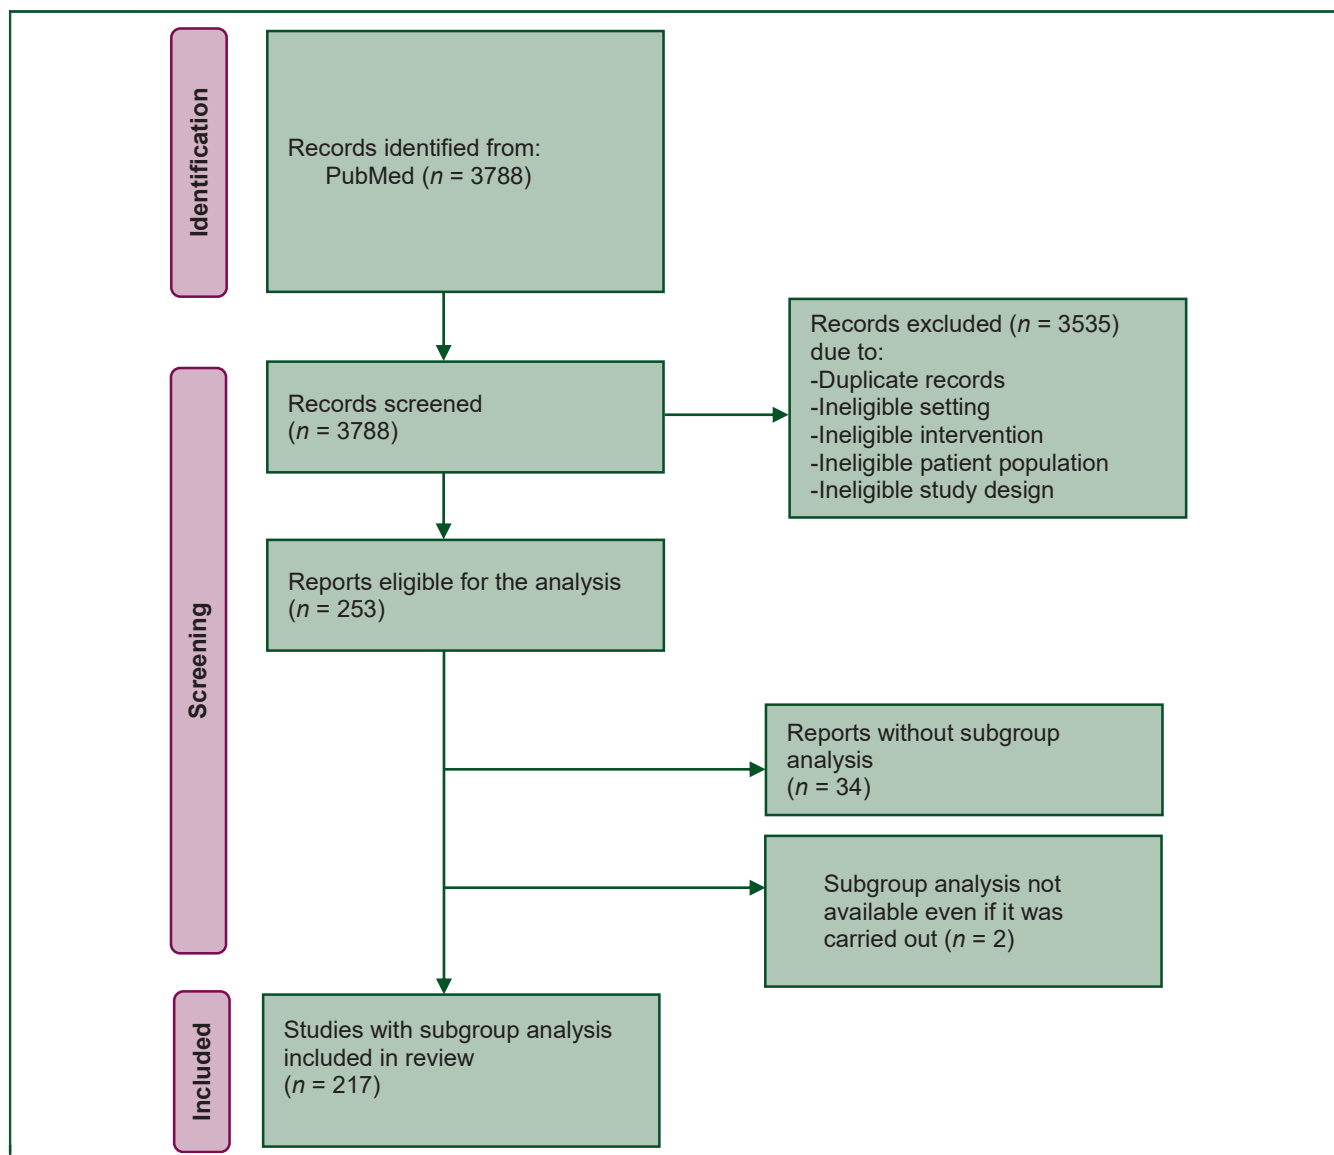 Identification
Records identified from:
PubMed (n = 3788)
Records excluded (n = 3535)
due to:
-Duplicate records
-Ineligible setting
-Ineligible intervention
-Ineligible patient population
-Ineligible study design
Screening
Records screened
(n = 3788)
Reports eligible for the analysis
(n = 253)
Reports without subgroup
analysis
(n = 34)
Subgroup analysis not
available even if it was
carried out (n = 2)
Included
Studies with subgroup analysis
included in review
(n = 217)